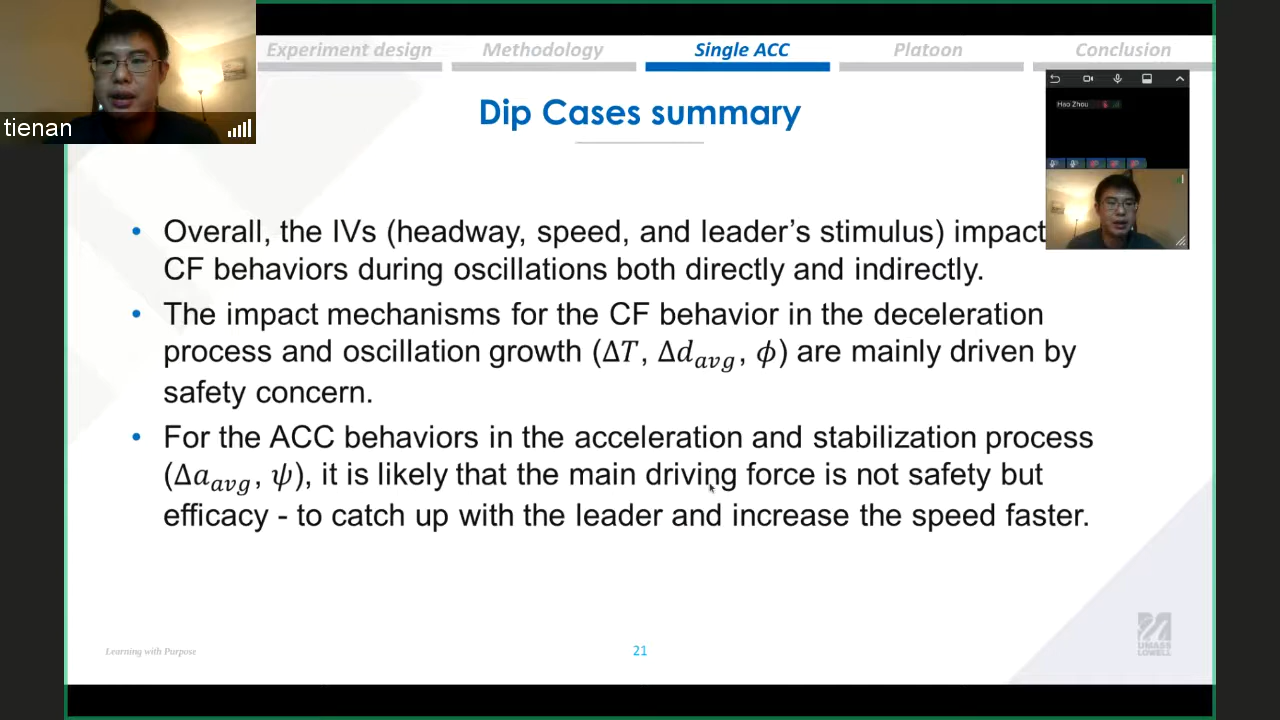 tienan
Experiment design
Methodology
Single ACC
Platoon
Conclusion
Hao Zhou
Dip Cases summary
• Overall, the IVs (headway, speed, and leader’s stimulus) impact
CF behaviors during oscillations both directly and indirectly.
• The impact mechanisms for the CF behavior in the deceleration
process and oscillation growth (ΔT, Δd_avg, ϕ) are mainly driven by
safety concern.
• For the ACC behaviors in the acceleration and stabilization process
(Δa_avg, ψ), it is likely that the main driving force is not safety but
efficacy - to catch up with the leader and increase the speed faster.
Learning with Purpose
21
UMASS
LOWELL